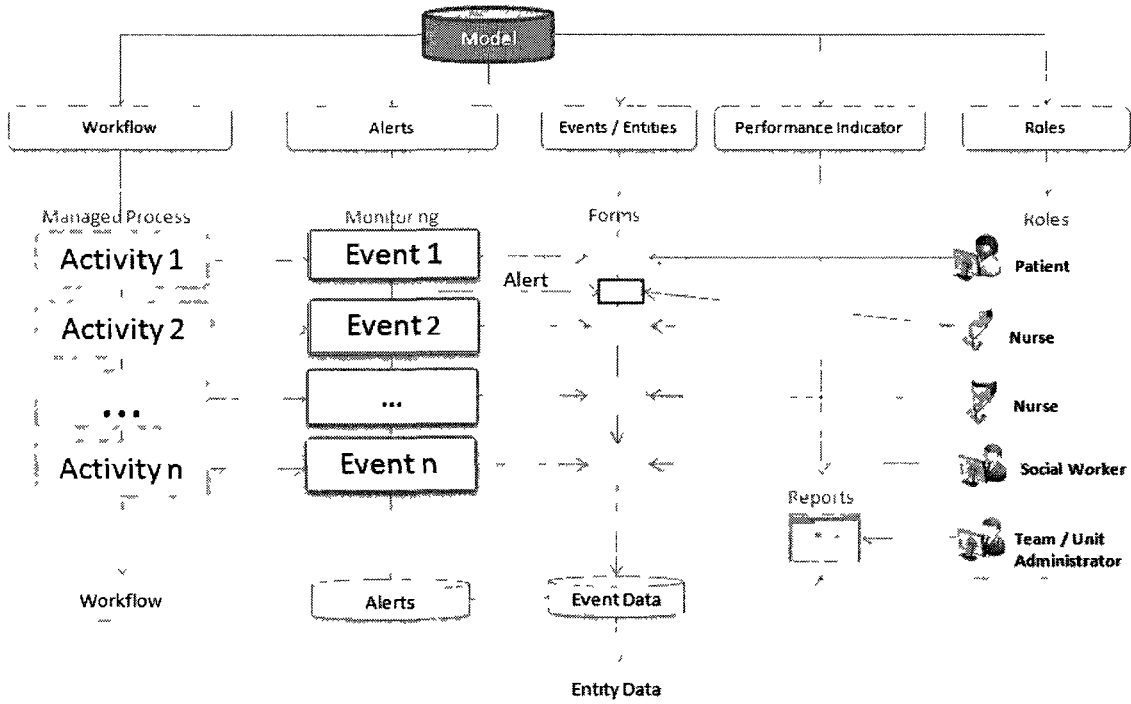 Model
Workflow
Alerts
Events / Entities
Performance Indicator
Roles
Managed Process
Monitoring
Forms
Roles
Activity 1
Event 1
Alert
Patient
Activity 2
Event 2
Nurse
...
...
Nurse
Activity n
Event n
Social Worker
Reports
Team / Unit
Administrator
Workflow
Alerts
Event Data
Entity Data